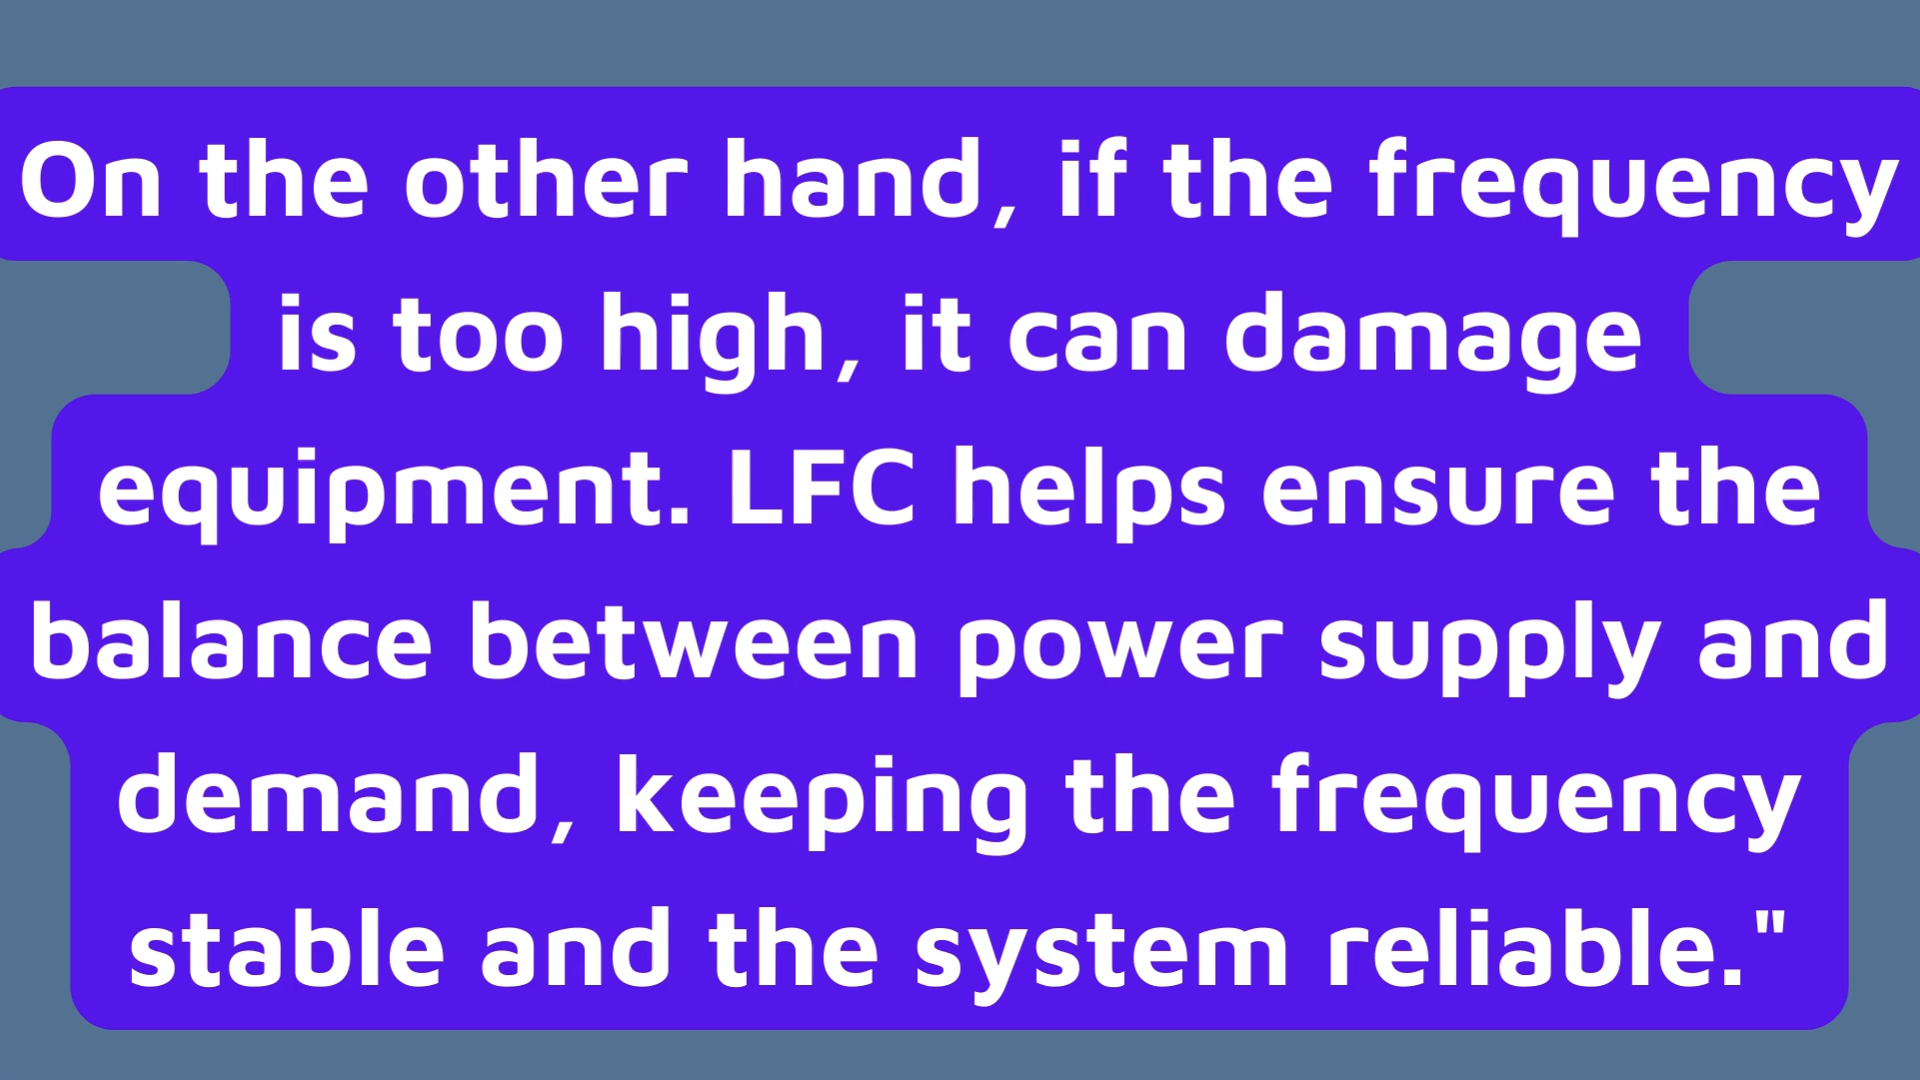 On the other hand, if the frequency
is too high, it can damage
equipment. LFC helps ensure the
balance between power supply and
demand, keeping the frequency
stable and the system reliable."